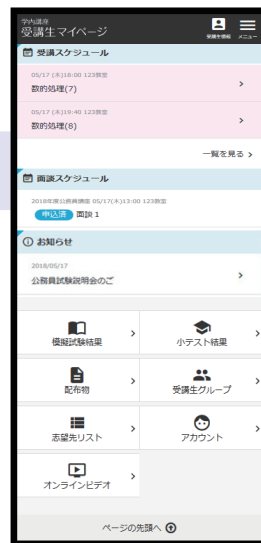 学内講座
受講生マイページ
受講生情報
メニュー
受講スケジュール
05/17 (木)18:00 123教室
数的処理(7)
05/17 (木)19:40 123教室
数的処理(8)
一覧を見る
面談スケジュール
2018年度公務員講座 05/17(木)13:00 123教室
申込済 面談1
お知らせ
2018/05/17
公務員試験説明会のご
模擬試験結果
小テスト結果
配布物
受講生グループ
志望先リスト
アカウント
オンラインビデオ
ページの先頭へ